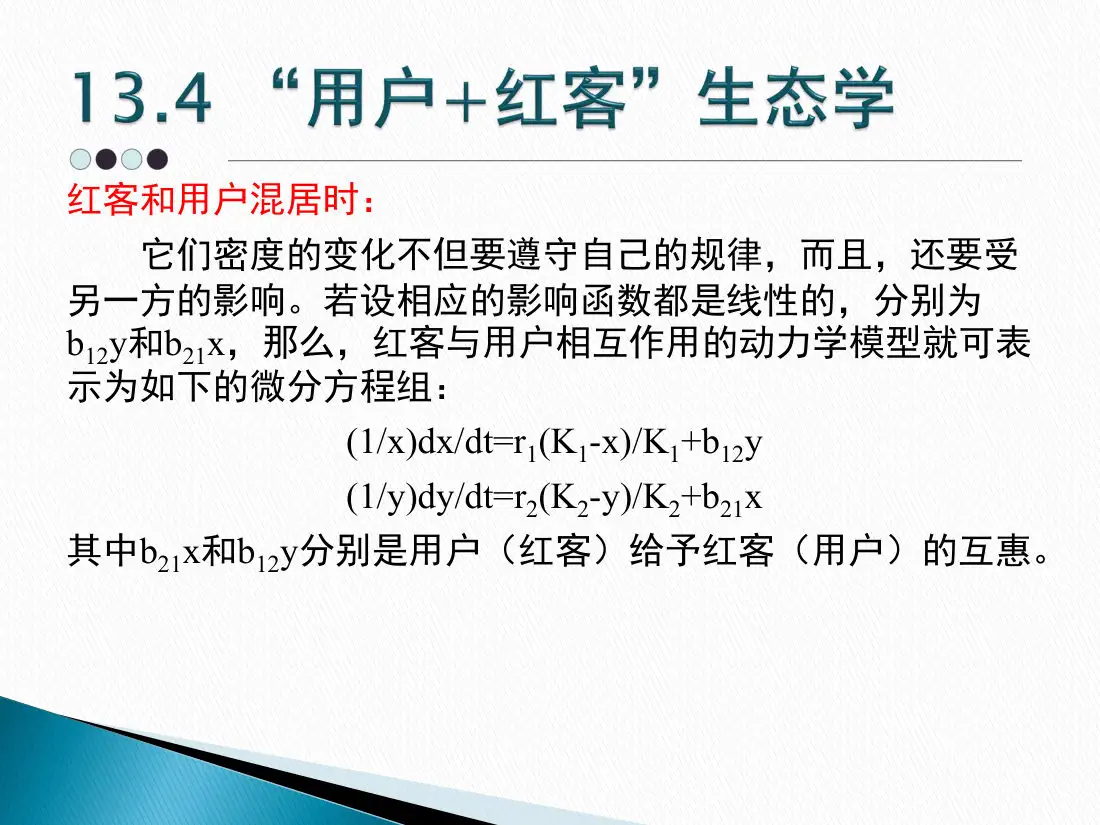 13.4 “用户+红客”生态学
红客和用户混居时：
它们密度的变化不但要遵守自己的规律，而且，还要受
另一方的影响。若设相应的影响函数都是线性的，分别为
b₁₂y和b₂₁x，那么，红客与用户相互作用的动力学模型就可表
示为如下的微分方程组：
(1/x)dx/dt=r₁(K₁-x)/K₁+b₁₂y
(1/y)dy/dt=r₂(K₂-y)/K₂+b₂₁x
其中b₂₁x和b₁₂y分别是用户（红客）给予红客（用户）的互惠。